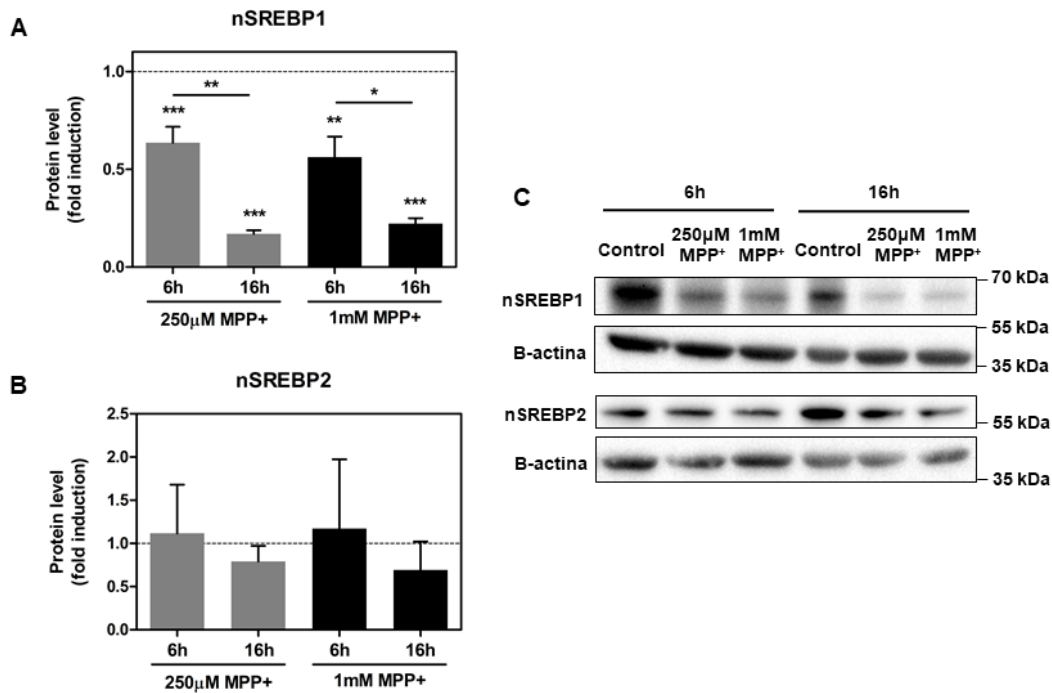 A
nSREBP1
Protein level
(fold induction)
1.0
0.5
0.0
***
**
***
**
*
***
6h
16h
6h
16h
250µM MPP+
1mM MPP+
B
nSREBP2
Protein level
(fold induction)
2.5
2.0
1.5
1.0
0.5
0.0
6h
16h
6h
16h
250µM MPP+
1mM MPP+
C
6h
16h
Control
250µM
MPP⁺
1mM
MPP⁺
Control
250µM
MPP⁺
1mM
MPP⁺
nSREBP1
70 kDa
55 kDa
B-actina
35 kDa
nSREBP2
55 kDa
B-actina
35 kDa